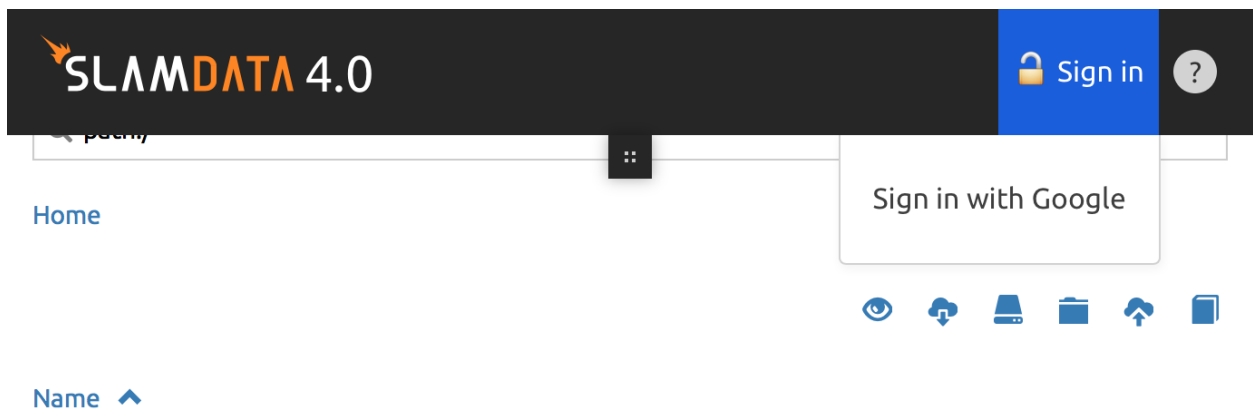 SLAMDATA 4.0
Sign in
?
Sign in with Google
Home
Name